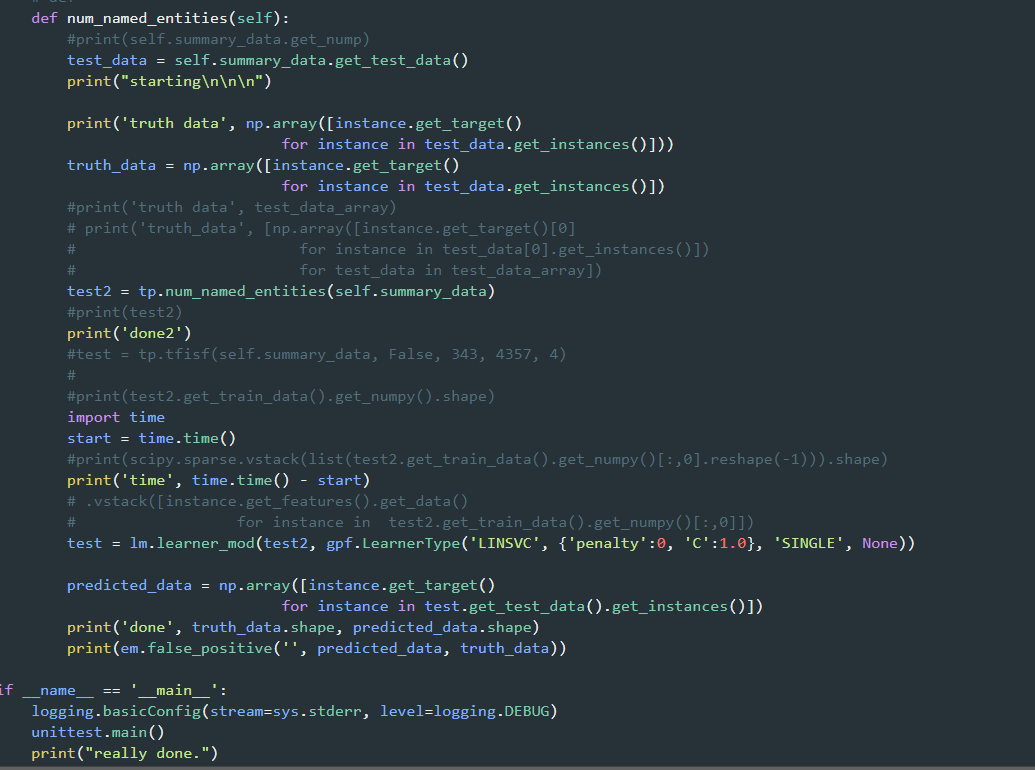 def num_named_entities(self):
#print(self.summary_data.get_nump)
test_data = self.summary_data.get_test_data()
print("starting\n\n\n")
print('truth data', np.array([instance.get_target()
for instance in test_data.get_instances()]))
truth_data = np.array([instance.get_target()
for instance in test_data.get_instances()])
#print('truth data', test_data_array)
# print('truth_data', [np.array([instance.get_target()[0]
# for instance in test_data[0].get_instances()])
# for test_data in test_data_array])
test2 = tp.num_named_entities(self.summary_data)
#print(test2)
print('done2')
#test = tp.tfisf(self.summary_data, False, 343, 4357, 4)
#
#print(test2.get_train_data().get_numpy().shape)
import time
start = time.time()
#print(scipy.sparse.vstack(list(test2.get_train_data().get_numpy()[:,0].reshape(-1))).shape)
print('time', time.time() - start)
# .vstack([instance.get_features().get_data()
# for instance in  test2.get_train_data().get_numpy()[:,0]])
test = lm.learner_mod(test2, gpf.LearnerType('LINSVC', {'penalty':0, 'C':1.0}, 'SINGLE', None))
predicted_data = np.array([instance.get_target()
for instance in test.get_test_data().get_instances()])
print('done', truth_data.shape, predicted_data.shape)
print(em.false_positive('', predicted_data, truth_data))
if __name__ == '__main__':
logging.basicConfig(stream=sys.stderr, level=logging.DEBUG)
unittest.main()
print("really done.")